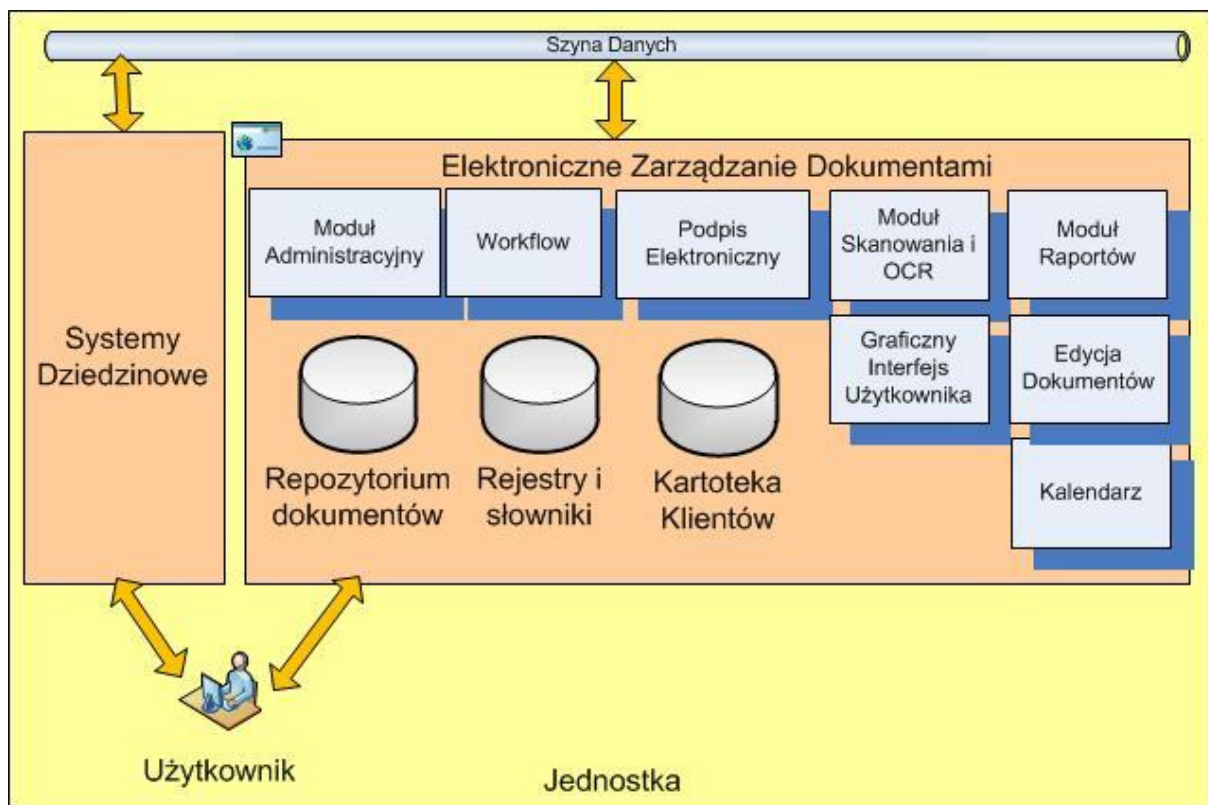 Szyna Danych
Elektroniczne Zarządzanie Dokumentami
Moduł
Administracyjny
Workflow
Podpis
Elektroniczny
Moduł
Skanowania i
OCR
Moduł
Raportów
Systemy
Dziedzinowe
Graficzny
Interfejs
Użytkownika
Edycja
Dokumentów
Repozytorium
dokumentów
Rejestry i
słowniki
Kartoteka
Klientów
Kalendarz
Użytkownik
Jednostka